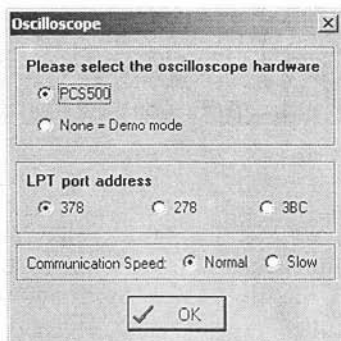 Oscilloscope
Please select the oscilloscope hardware
PCS500
None = Demo mode
LPT port address
378 278 3BC
Communication Speed: Normal Slow
OK